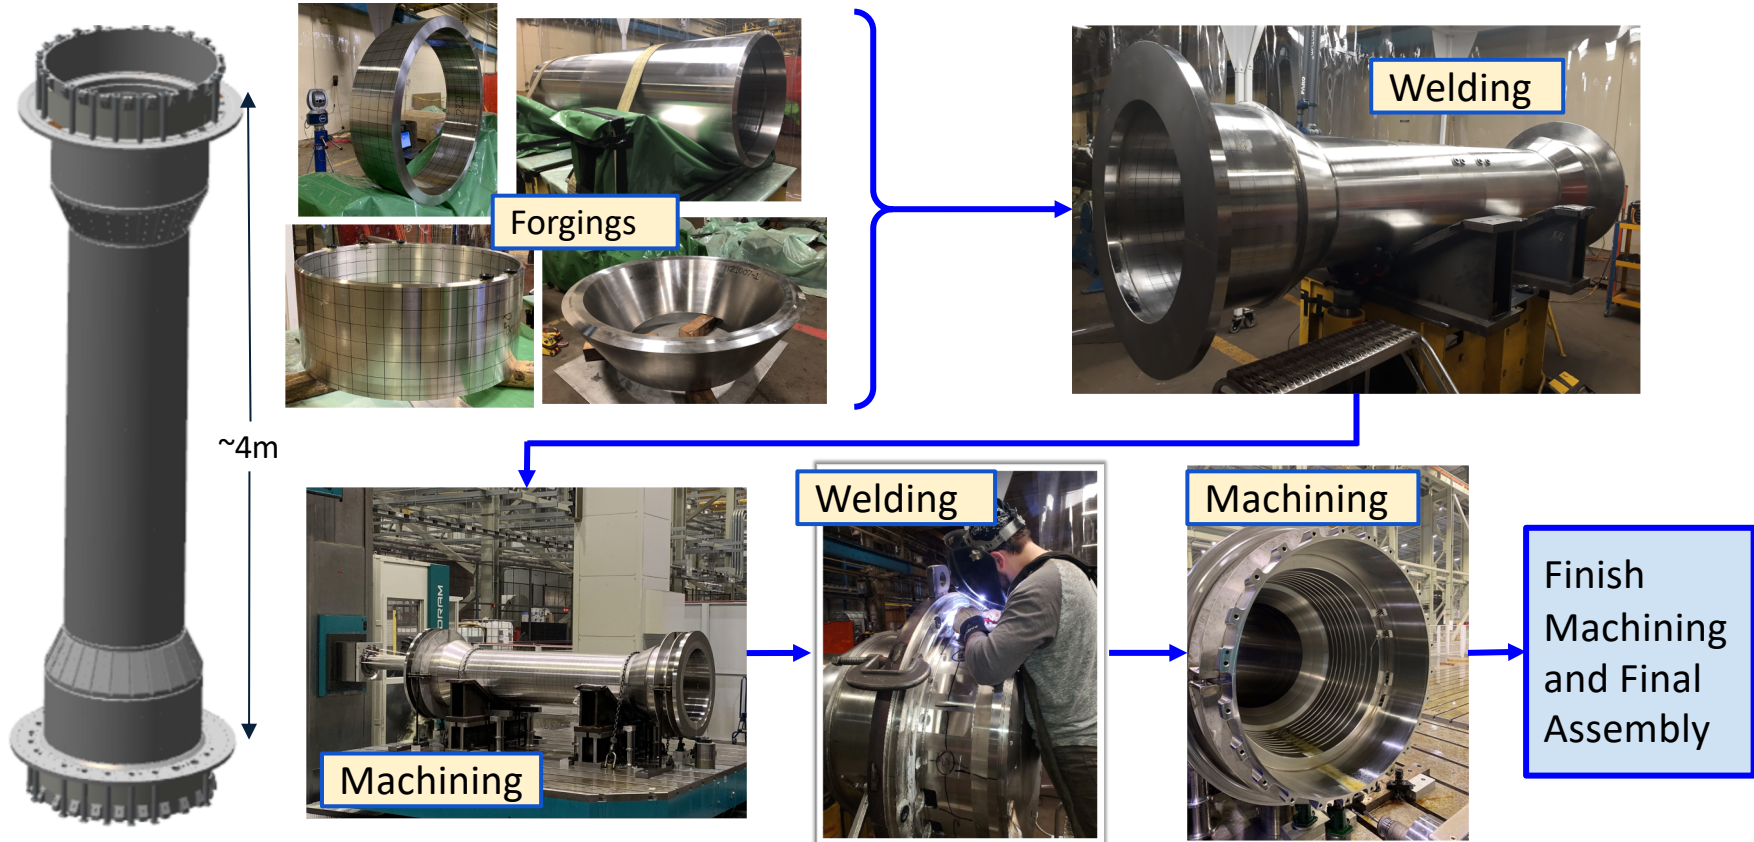 Forgings
Welding
~4m
Machining
Welding
Machining
Finish
Machining
and Final
Assembly